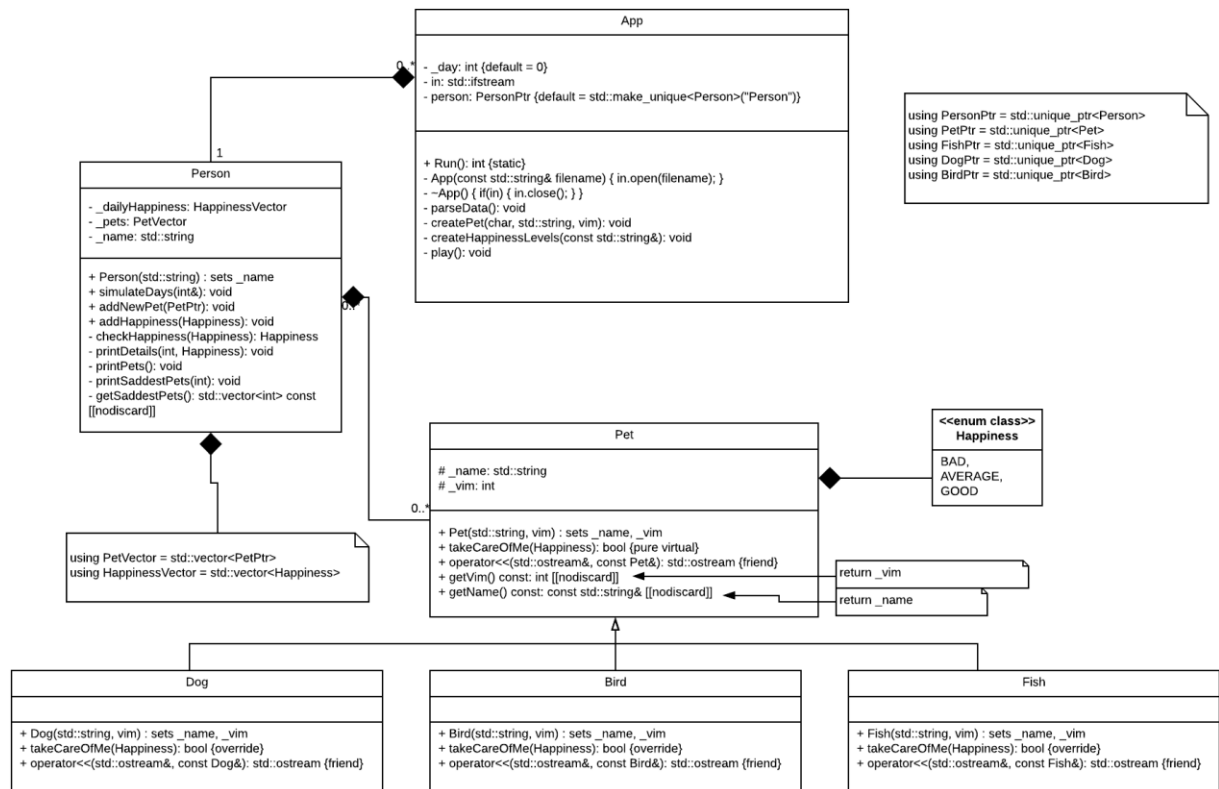 App
- _day: int {default = 0}
- in: std::ifstream
- person: PersonPtr {default = std::make_unique<Person>("Person")}
+ Run(): int {static}
- App(const std::string& filename) { in.open(filename); }
- ~App() { if(in) { in.close(); } }
- parseData(): void
- createPet(char, std::string, vim): void
- createHappinessLevels(const std::string&): void
- play(): void
0..*
1
using PersonPtr = std::unique_ptr<Person>
using PetPtr = std::unique_ptr<Pet>
using FishPtr = std::unique_ptr<Fish>
using DogPtr = std::unique_ptr<Dog>
using BirdPtr = std::unique_ptr<Bird>
Person
- _dailyHappiness: HappinessVector
- _pets: PetVector
- _name: std::string
+ Person(std::string) : sets _name
+ simulateDays(int&): void
+ addNewPet(PetPtr): void
+ addHappiness(Happiness): void
- checkHappiness(Happiness): Happiness
- printDetails(int, Happiness): void
- printPets(): void
- printSaddestPets(int): void
- getSaddestPets(): std::vector<int> const
[[nodiscard]]
0..*
0..*
using PetVector = std::vector<PetPtr>
using HappinessVector = std::vector<Happiness>
Pet
# _name: std::string
# _vim: int
+ Pet(std::string, vim) : sets _name, _vim
+ takeCareOfMe(Happiness): bool {pure virtual}
+ operator<<(std::ostream&, const Pet&): std::ostream {friend}
+ getVim() const: int [[nodiscard]]
+ getName() const: const std::string& [[nodiscard]]
<<enum class>>
Happiness
BAD,
AVERAGE,
GOOD
return _vim
return _name
Dog
+ Dog(std::string, vim) : sets _name, _vim
+ takeCareOfMe(Happiness): bool {override}
+ operator<<(std::ostream&, const Dog&): std::ostream {friend}
Bird
+ Bird(std::string, vim) : sets _name, _vim
+ takeCareOfMe(Happiness): bool {override}
+ operator<<(std::ostream&, const Bird&): std::ostream {friend}
Fish
+ Fish(std::string, vim) : sets _name, _vim
+ takeCareOfMe(Happiness): bool {override}
+ operator<<(std::ostream&, const Fish&): std::ostream {friend}